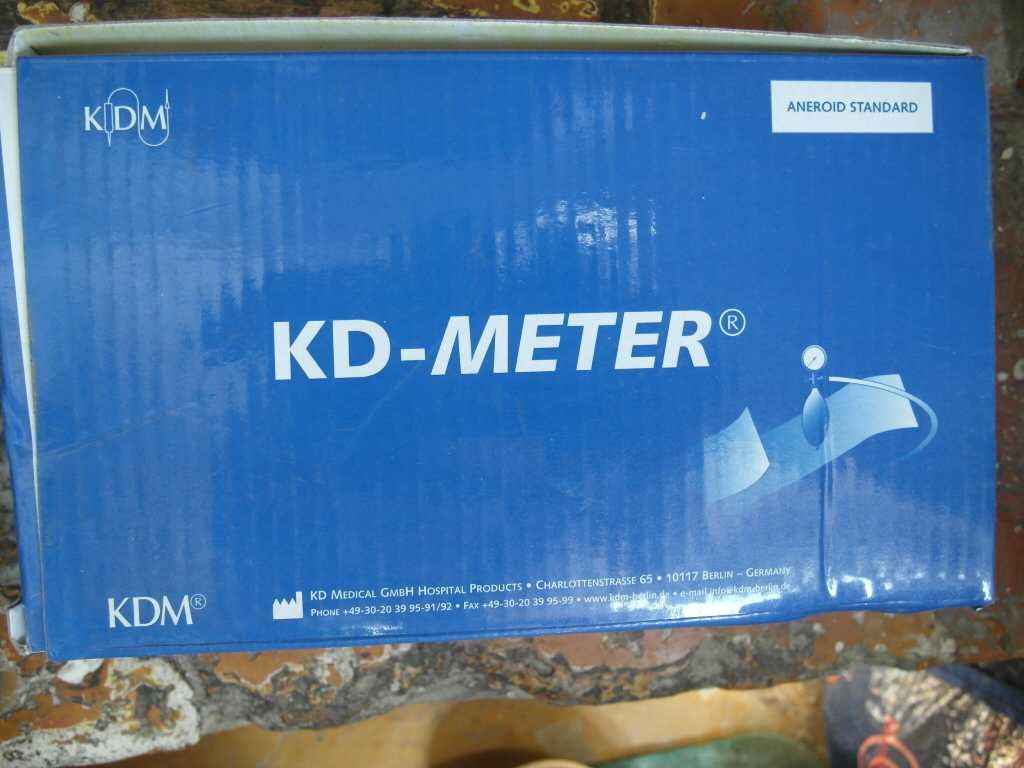 KDM
ANEROID STANDARD
KD-METER®
KDM®
KD MEDICAL GMBH HOSPITAL PRODUCTS • CHARLOTTENSTRASSE 65 • 10117 BERLIN – GERMANY
PHONE +49-30-20 39 95-91/92 • FAX +49-30-20 39 95-99 • www.kdm-berlin.de • e-mail info@kdm-berlin.de